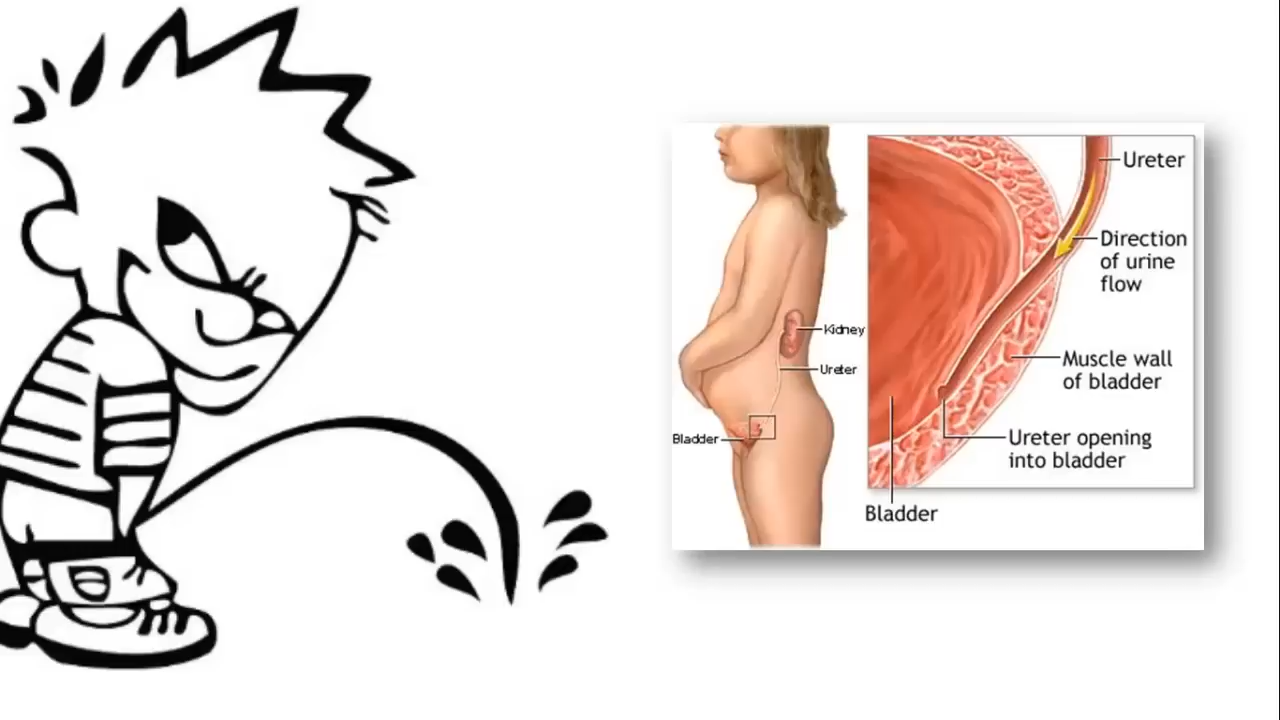 Kidney
Ureter
Bladder
Ureter
Direction
of urine
flow
Muscle wall
of bladder
Ureter opening
into bladder
Bladder